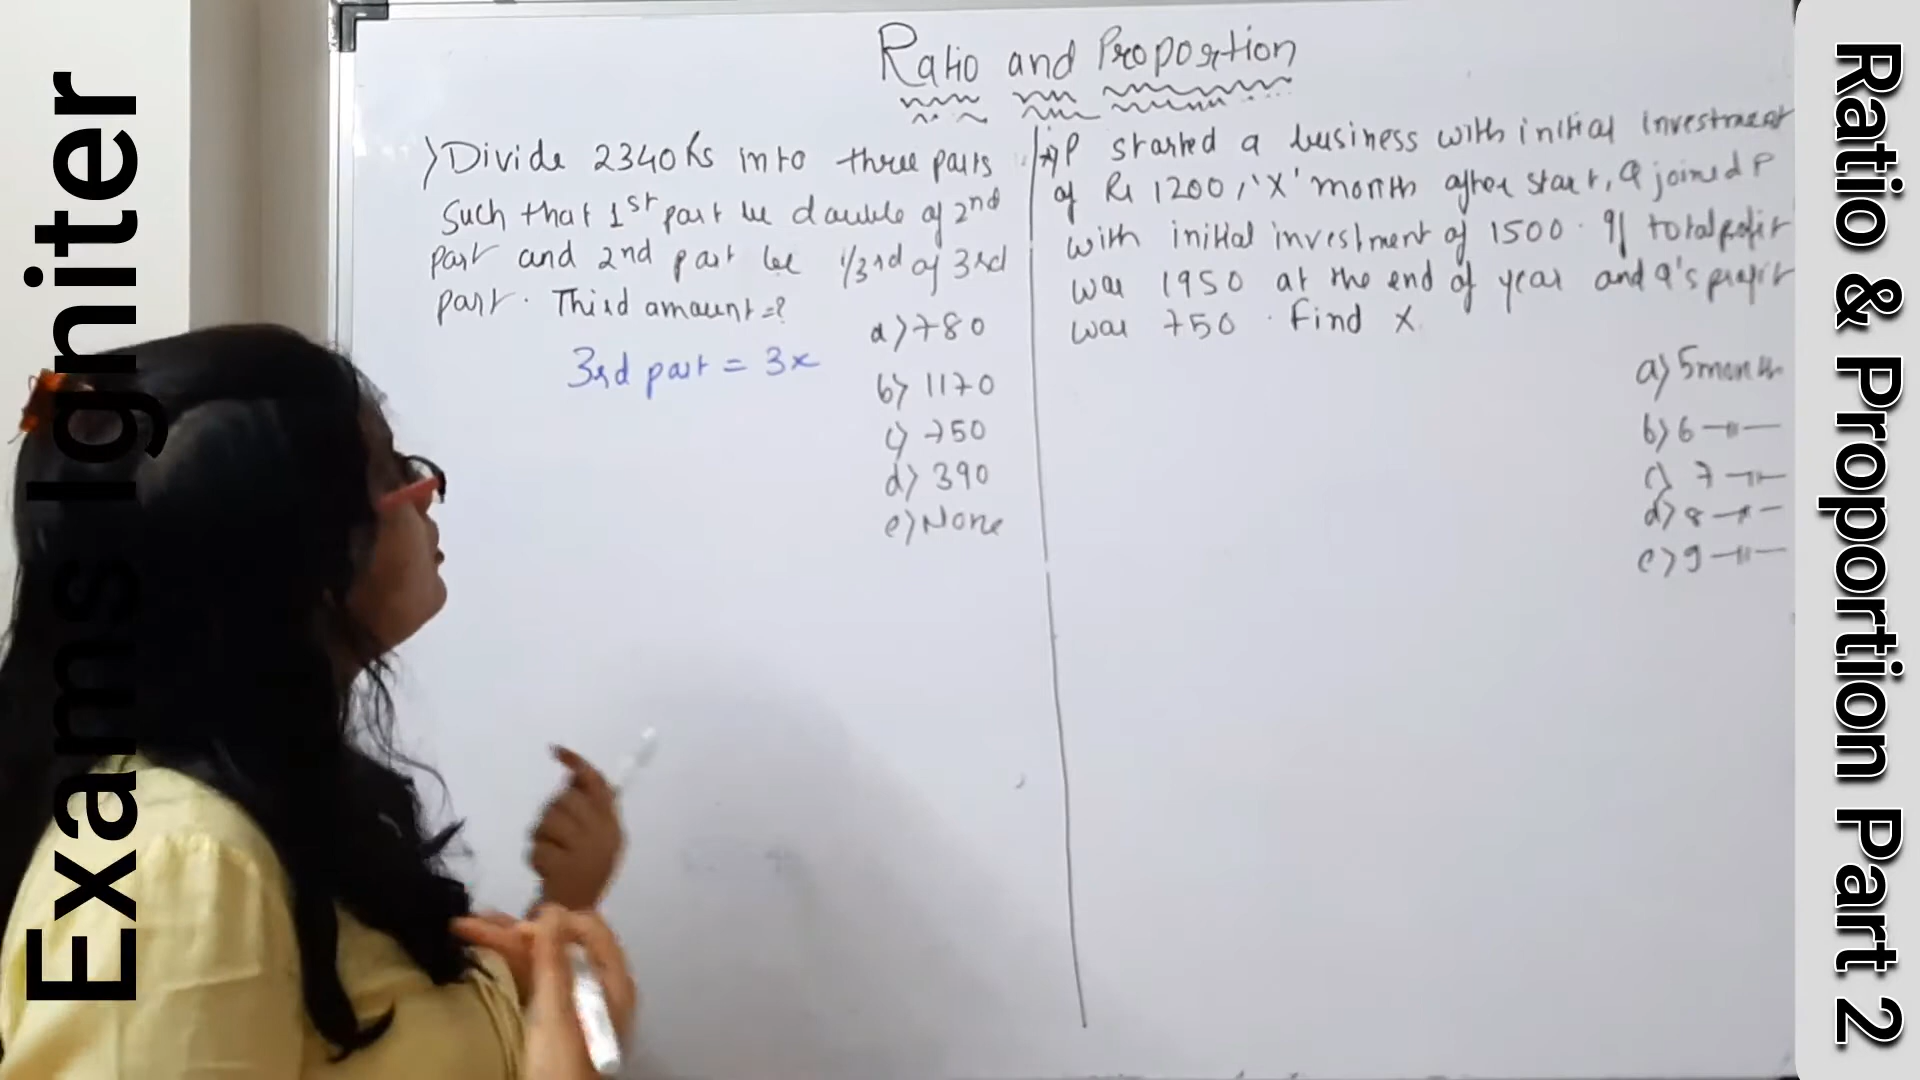 Exams Igniter
Ratio and Proportion
1) Divide 2340 Rs into three parts
Such that 1st part be double of 2nd
part and 2nd part be 1/3rd of 3rd
part. Third amount=?
a) 780
b) 1170
c) 750
d) 390
e) None
3rd part = 3x
P started a business with initial investment
of Rs 1200, 'X' month after start, Q joined P
with initial investment of 1500. If total profit
was 1950 at the end of year and Q's profit
was 750. Find X.
a) 5 month
b) 6 —"—
c) 7 —"—
d) 8 —"—
e) 9 —"—
Ratio & Proportion Part 2